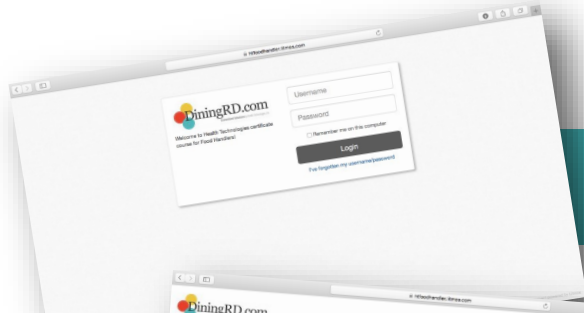 DiningRD.com
Welcome to Health Technologies certificate
course for Food Handlers!
Username
Password
Remember me on this computer
Login
I've forgotten my username/password
DiningRD.com